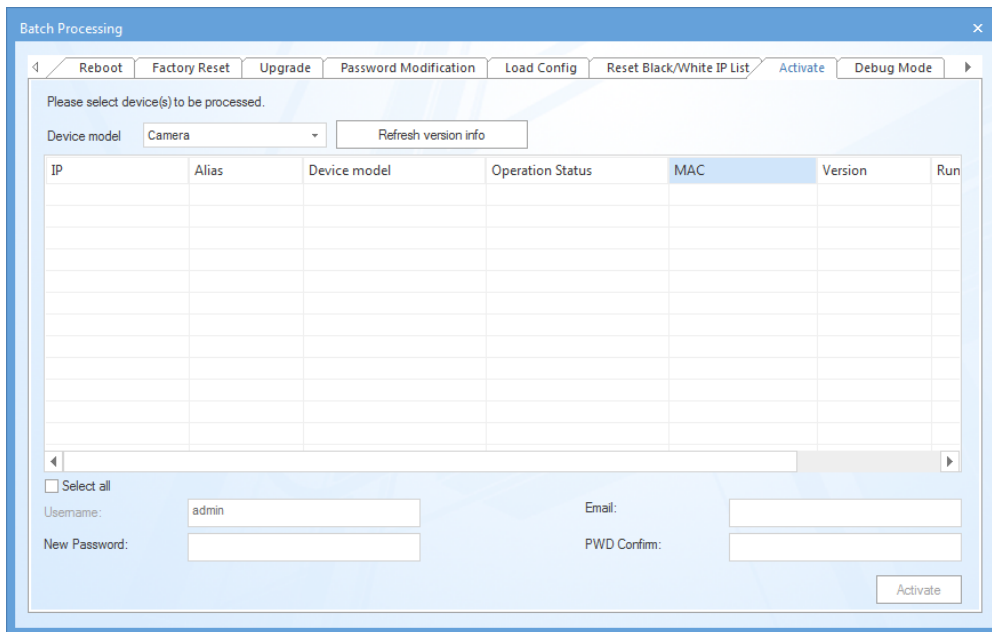 Batch Processing
Reboot Factory Reset Upgrade Password Modification Load Config Reset Black/White IP List Activate Debug Mode
Please select device(s) to be processed.
Device model Camera Refresh version info
IP Alias Device model Operation Status MAC Version Run
Select all
Username: admin Email:
New Password: PWD Confirm:
Activate